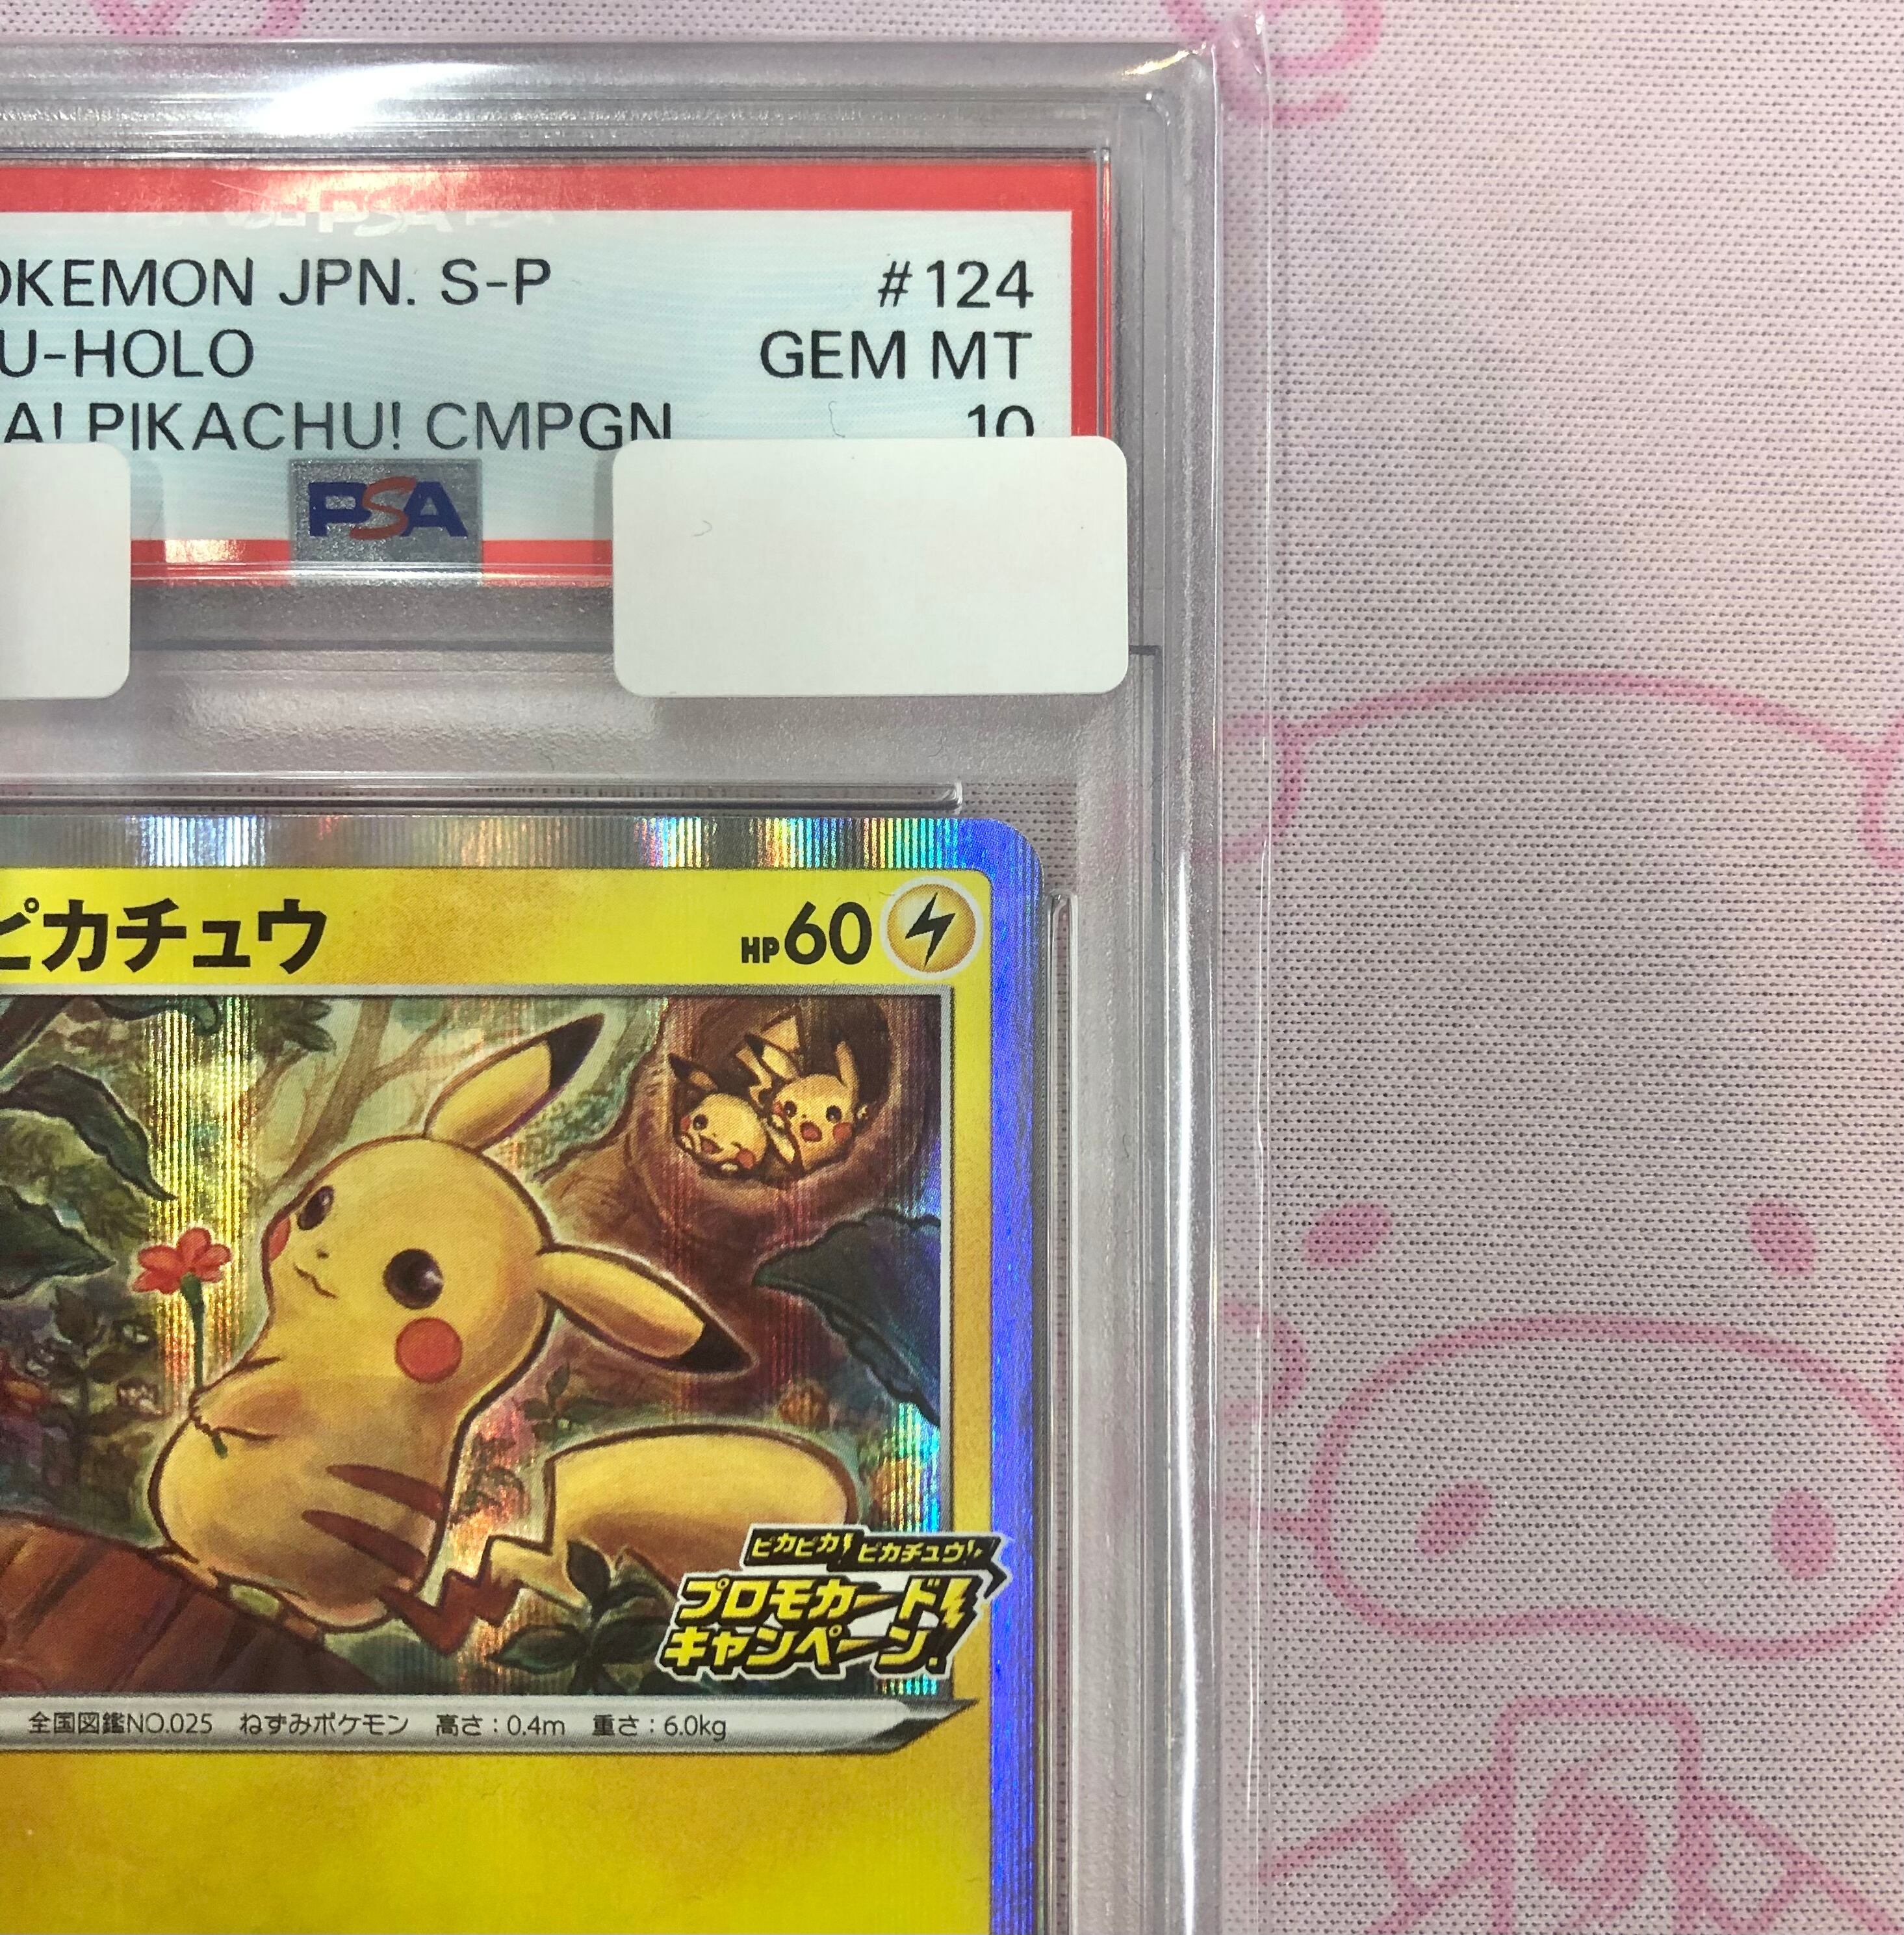 PSA
OKEMON JPN. S-P #124
U-HOLO GEM MT
A! PIKACHU! CMPGN 10
PSA
ピカチュウ HP60
ピカピカ! ピカチュウ!
プロモカード
キャンペーン!
全国図鑑NO.025 ねずみポケモン 高さ:0.4m 重さ:6.0kg